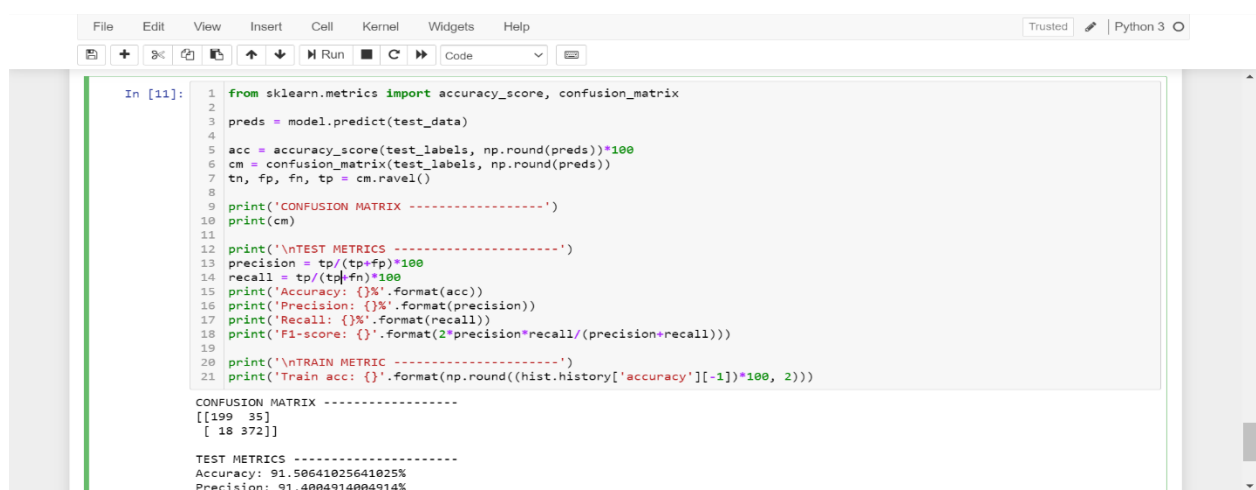 File Edit View Insert Cell Kernel Widgets Help Trusted Python 3
Run Code
In [11]:
1 from sklearn.metrics import accuracy_score, confusion_matrix
2
3 preds = model.predict(test_data)
4
5 acc = accuracy_score(test_labels, np.round(preds))*100
6 cm = confusion_matrix(test_labels, np.round(preds))
7 tn, fp, fn, tp = cm.ravel()
8
9 print('CONFUSION MATRIX ------------------')
10 print(cm)
11
12 print('\nTEST METRICS ----------------------')
13 precision = tp/(tp+fp)*100
14 recall = tp/(tp+fn)*100
15 print('Accuracy: {}%'.format(acc))
16 print('Precision: {}%'.format(precision))
17 print('Recall: {}%'.format(recall))
18 print('F1-score: {}'.format(2*precision*recall/(precision+recall)))
19
20 print('\nTRAIN METRIC ----------------------')
21 print('Train acc: {}'.format(np.round((hist.history['accuracy'][-1])*100, 2)))
CONFUSION MATRIX ------------------
[[199 35]
[ 18 372]]
TEST METRICS ----------------------
Accuracy: 91.50641025641025%
Precision: 91.4004914004914%